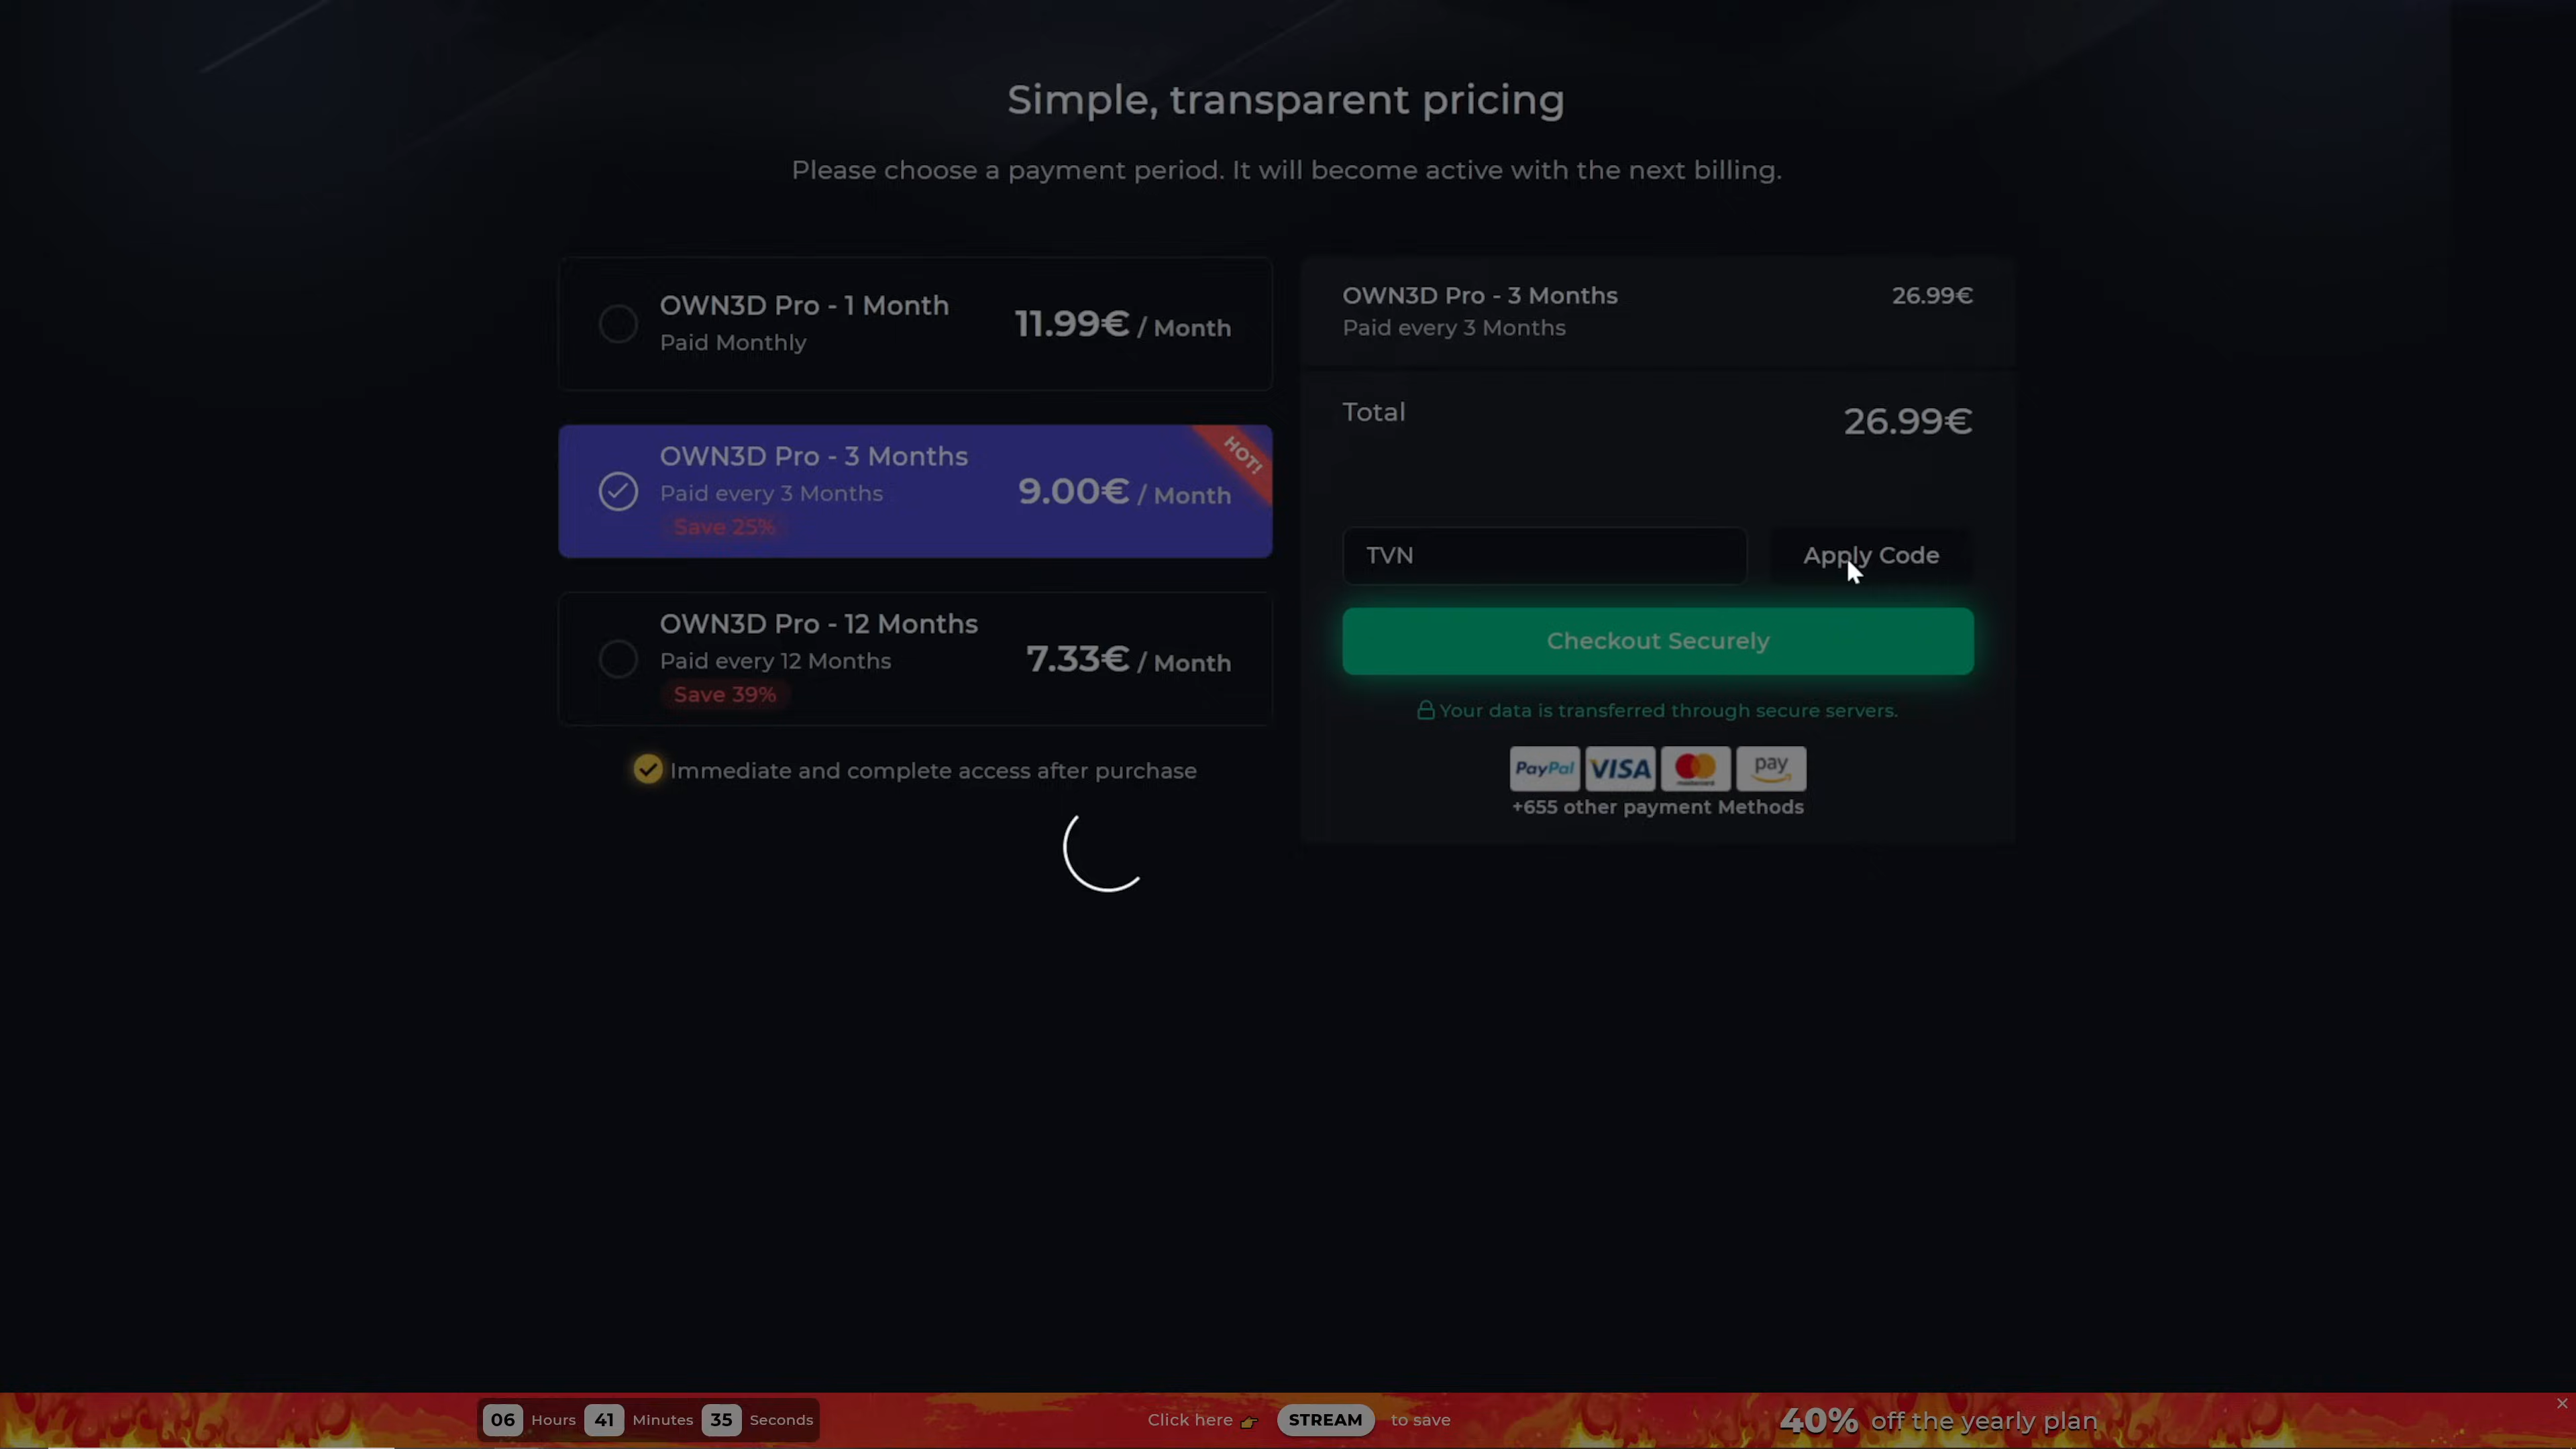 Simple, transparent pricing
Please choose a payment period. It will become active with the next billing.
OWN3D Pro - 1 Month
Paid Monthly
11.99€ / Month
OWN3D Pro - 3 Months
Paid every 3 Months
Save 25%
9.00€ / Month
HOT!
OWN3D Pro - 12 Months
Paid every 12 Months
Save 39%
7.33€ / Month
Immediate and complete access after purchase
OWN3D Pro - 3 Months
26.99€
Paid every 3 Months
Total
26.99€
TVN
Apply Code
Checkout Securely
Your data is transferred through secure servers.
PayPal VISA mastercard pay
+655 other payment Methods
06 Hours 41 Minutes 35 Seconds
Click here STREAM to save
40% off the yearly plan